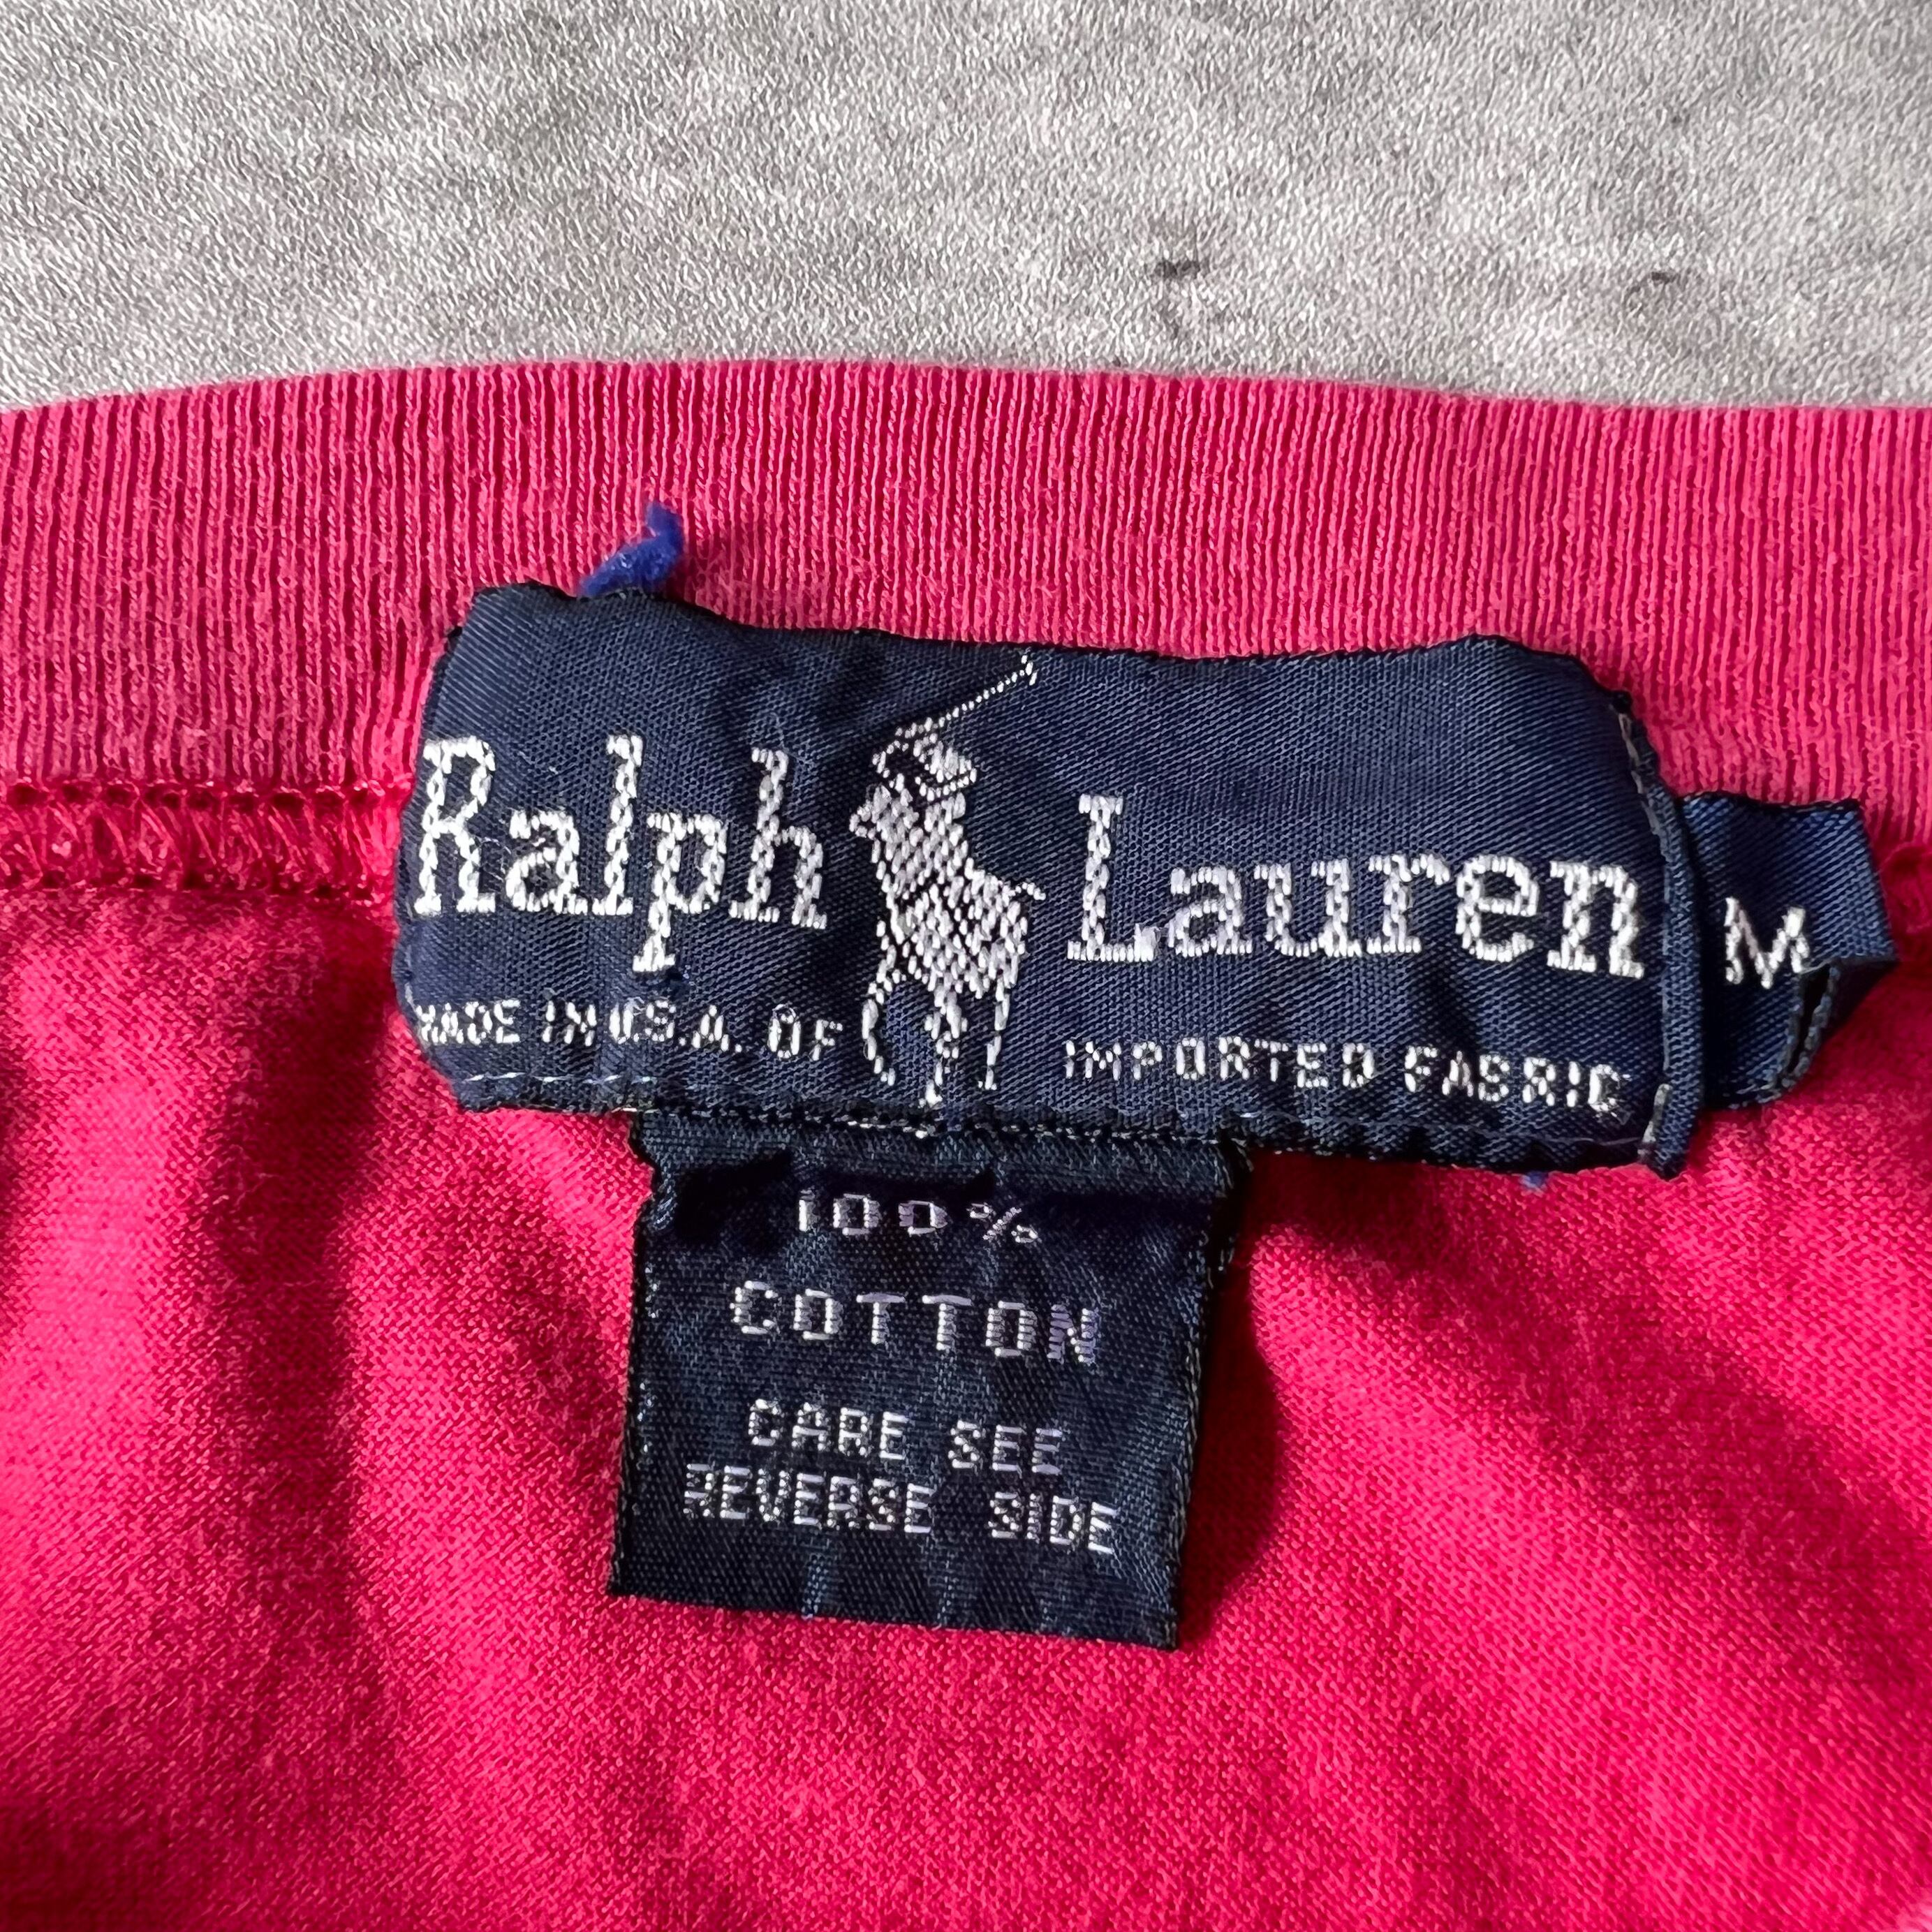 Ralph Lauren
MADE IN U.S.A. OF IMPORTED FABRIC
M
100%
COTTON
CARE SEE
REVERSE SIDE